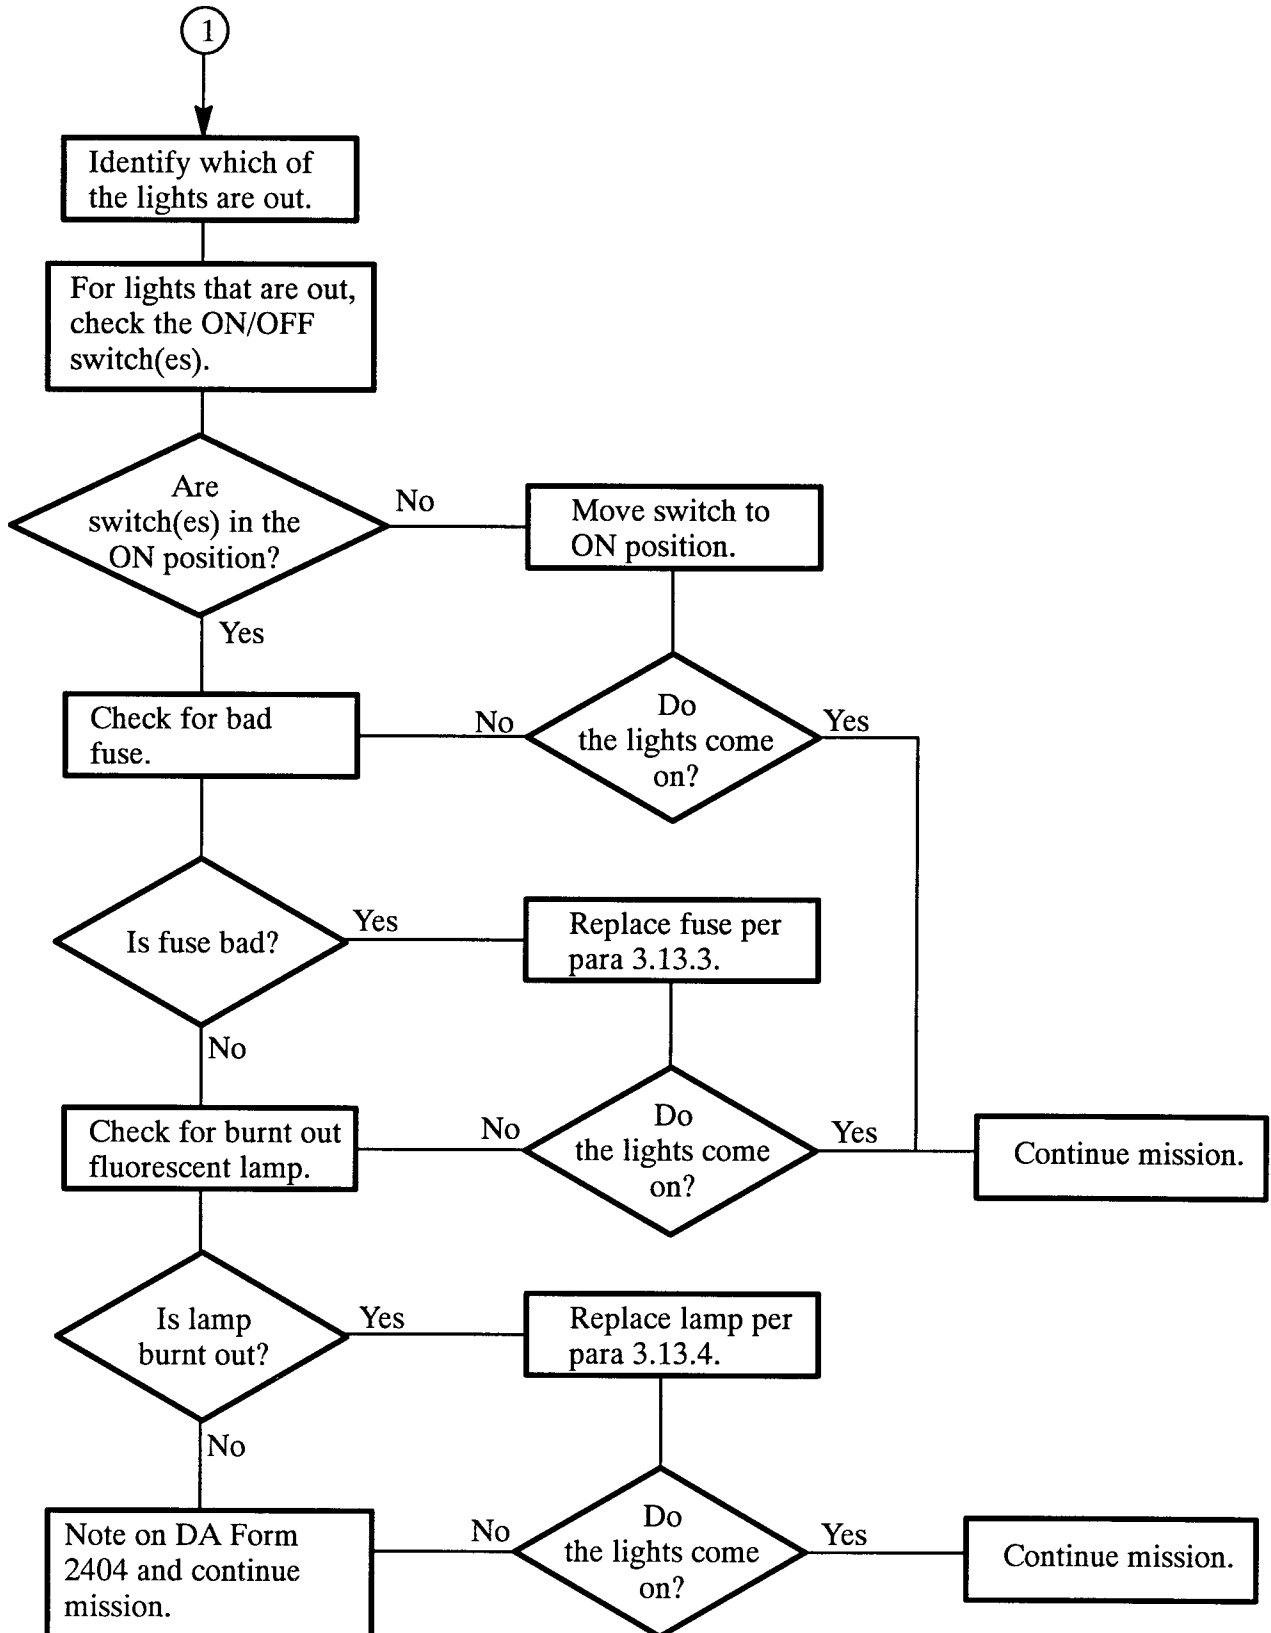 1
Identify which of
the lights are out.
For lights that are out,
check the ON/OFF
switch(es).
Are
switch(es) in the
ON position?
No
Move switch to
ON position.
Yes
Check for bad
fuse.
No
Do
the lights come
on?
Yes
Is fuse bad?
Yes
Replace fuse per
para 3.13.3.
No
Check for burnt out
fluorescent lamp.
No
Do
the lights come
on?
Yes
Continue mission.
Is lamp
burnt out?
Yes
Replace lamp per
para 3.13.4.
No
Note on DA Form
2404 and continue
mission.
No
Do
the lights come
on?
Yes
Continue mission.